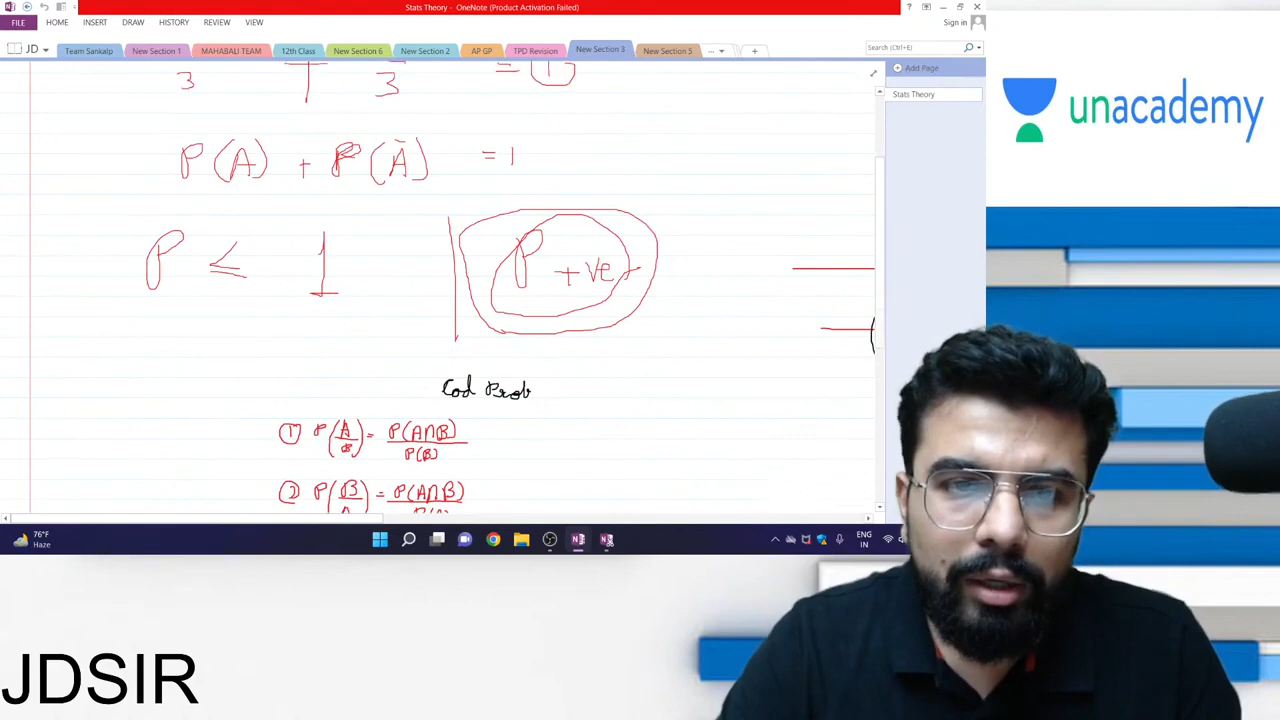 Stats Theory - OneNote (Product Activation Failed)
FILE HOME INSERT DRAW HISTORY REVIEW VIEW
Sign in
JD Team Sankalp New Section 1 MAHABALI TEAM 12th Class New Section 6 New Section 2 AP GP TPD Revision New Section 3 New Section 5 ... +
Search (Ctrl+E)
Add Page
Stats Theory
unacademy
3 3 = 1
P(A) + P(Ā) = 1
P ≤ 1
P +ve
Cod Prob
① P(A/B) = P(A∩B)/P(B)
② P(B/A) = P(A∩B)
76°F
Haze
ENG
IN
JDSIR